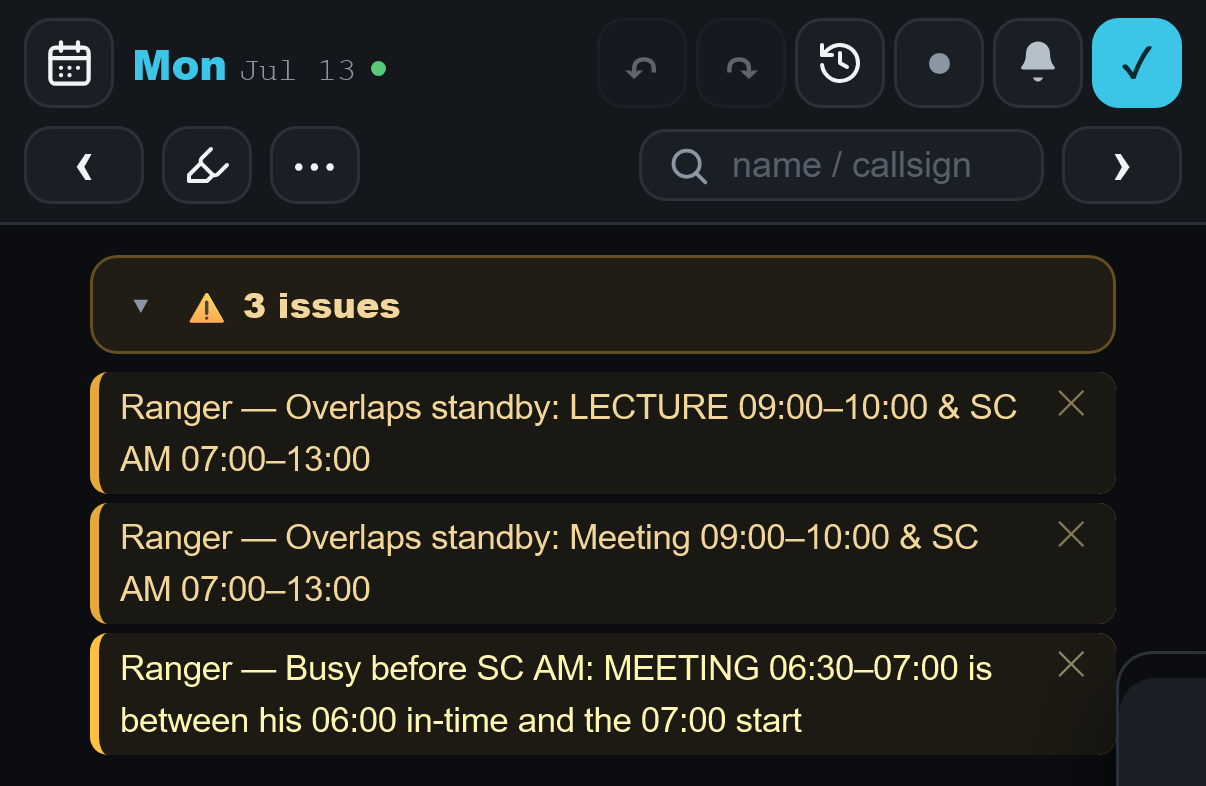 Mon Jul 13
name / callsign
3 issues
Ranger — Overlaps standby: LECTURE 09:00–10:00 & SC
AM 07:00–13:00
Ranger — Overlaps standby: Meeting 09:00–10:00 & SC
AM 07:00–13:00
Ranger — Busy before SC AM: MEETING 06:30–07:00 is
between his 06:00 in-time and the 07:00 start